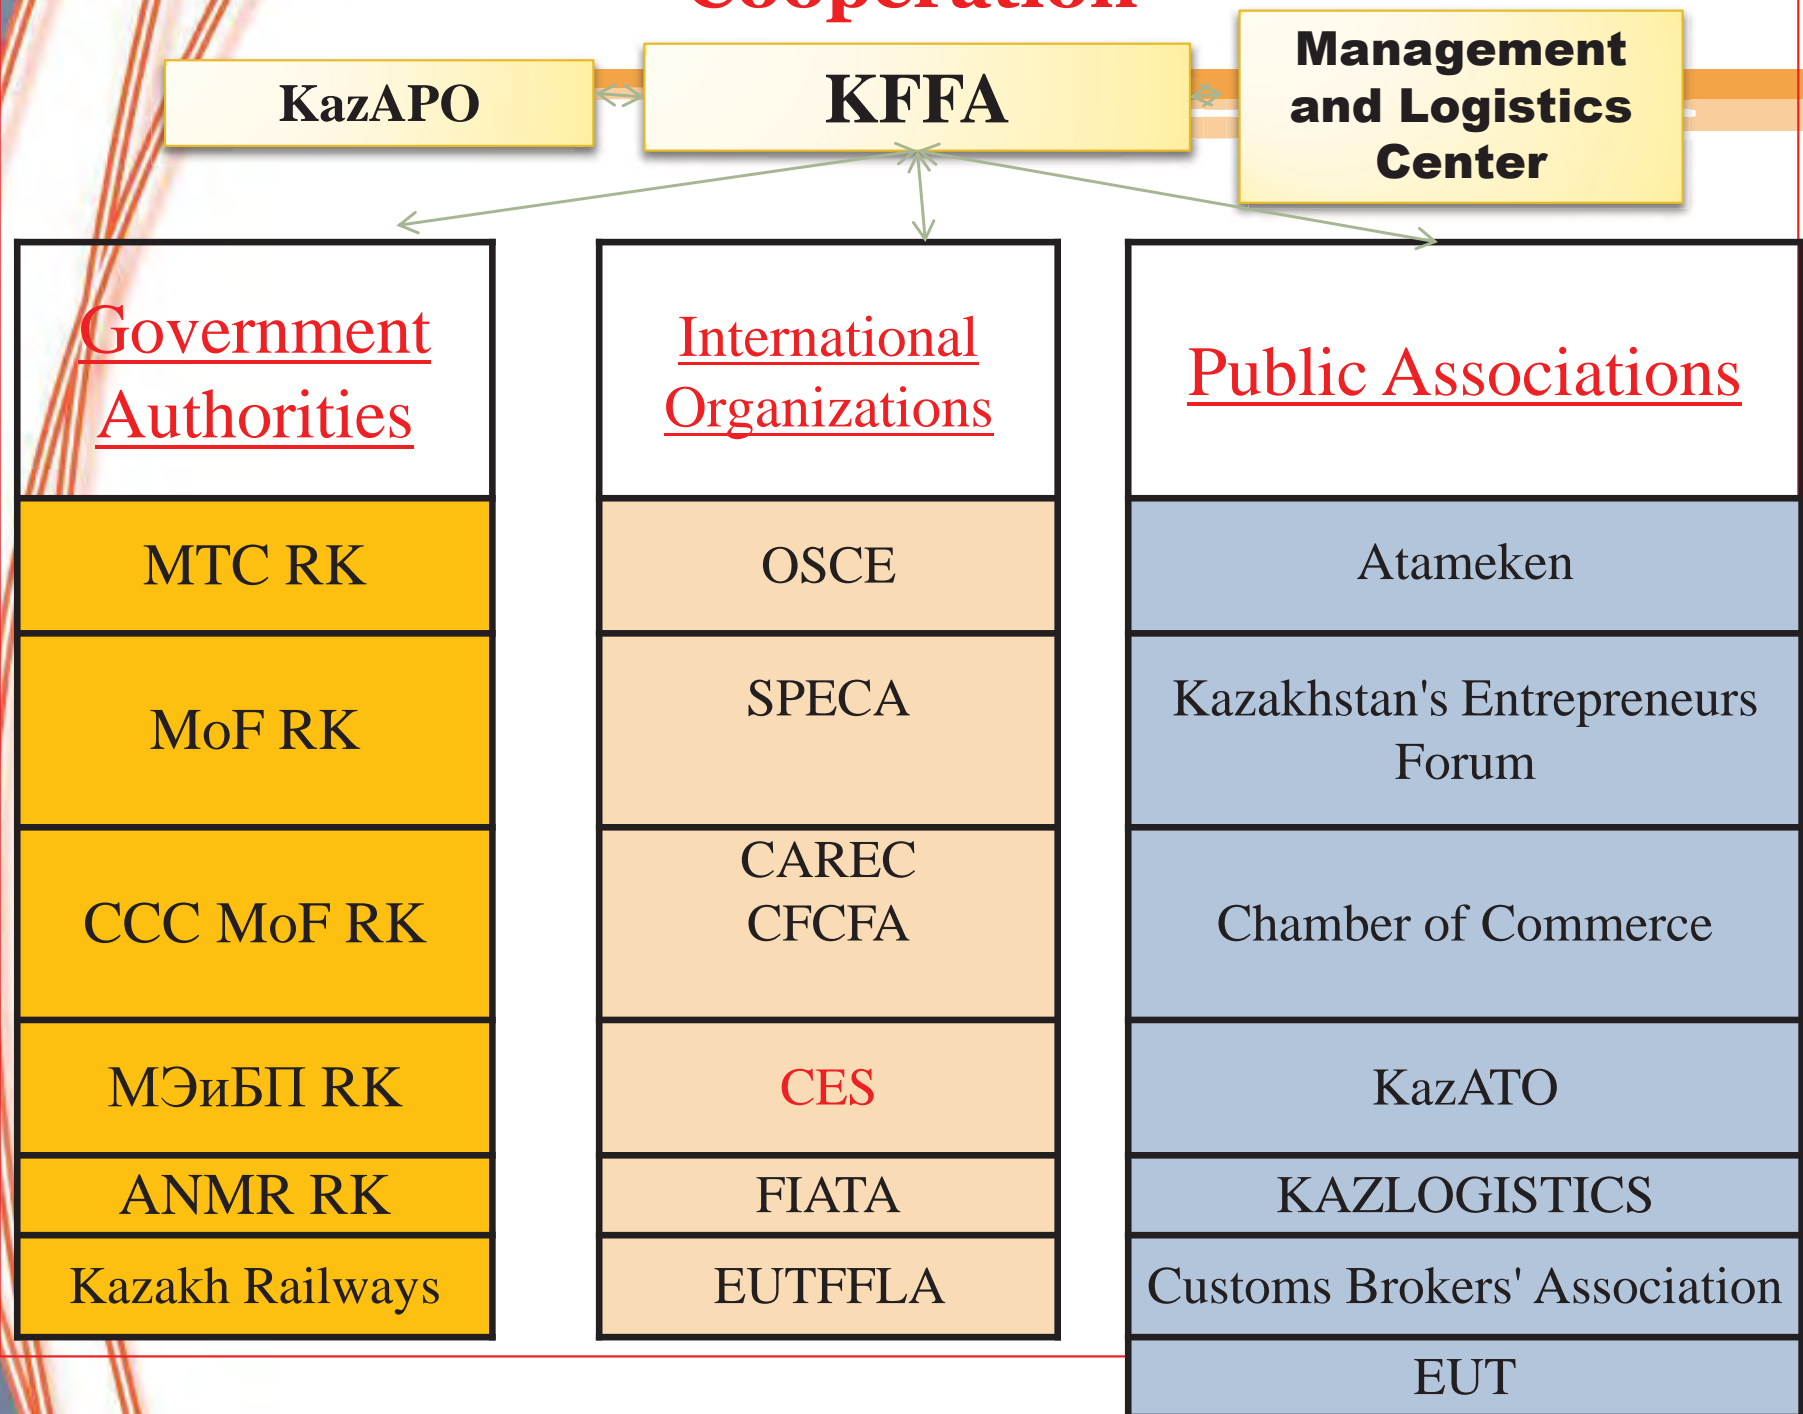 Cooperation
KazAPO
KFFA
Management
and Logistics
Center
Government
Authorities
MTC RK
MoF RK
CCC MoF RK
МЭиБП RK
ANMR RK
Kazakh Railways
International
Organizations
OSCE
SPECA
CAREC
CFCFA
CES
FIATA
EUTFFLA
Public Associations
Atameken
Kazakhstan's Entrepreneurs
Forum
Chamber of Commerce
KazATO
KAZLOGISTICS
Customs Brokers' Association
EUT